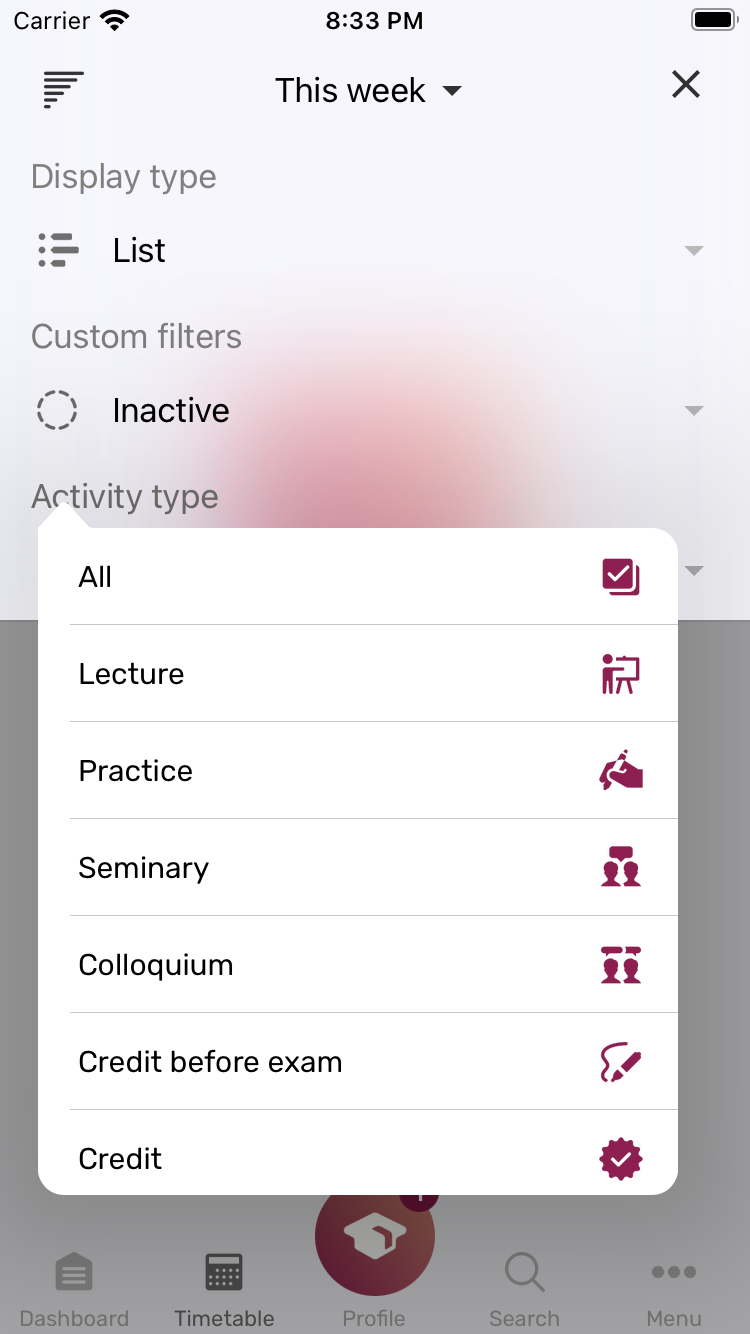 Carrier 8:33 PM
This week
Display type
List
Custom filters
Inactive
Activity type
All
Lecture
Practice
Seminary
Colloquium
Credit before exam
Credit
Dashboard Timetable Profile Search Menu